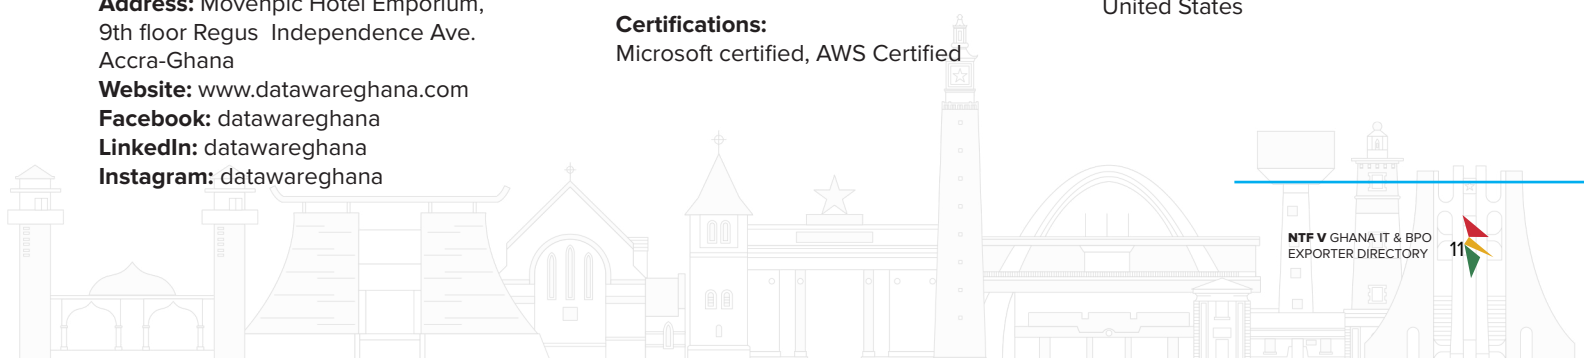 Address: Movenpic Hotel Emporium,
9th floor Regus Independence Ave.
Accra-Ghana
Website: www.datawareghana.com
Facebook: datawareghana
LinkedIn: datawareghana
Instagram: datawareghana
Certifications:
Microsoft certified, AWS Certified
United States
NTF V GHANA IT & BPO
EXPORTER DIRECTORY
11